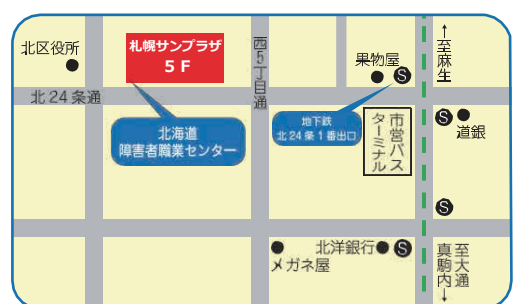 北区役所
札幌サンプラザ
５Ｆ
西５丁目通
果物屋
S
↑至麻生
北24条通
北海道
障害者職業センター
地下鉄
北24条1番出口
市営バス
ターミナル
S
道銀
S
メガネ屋
北洋銀行
S
至大通
真駒内↓